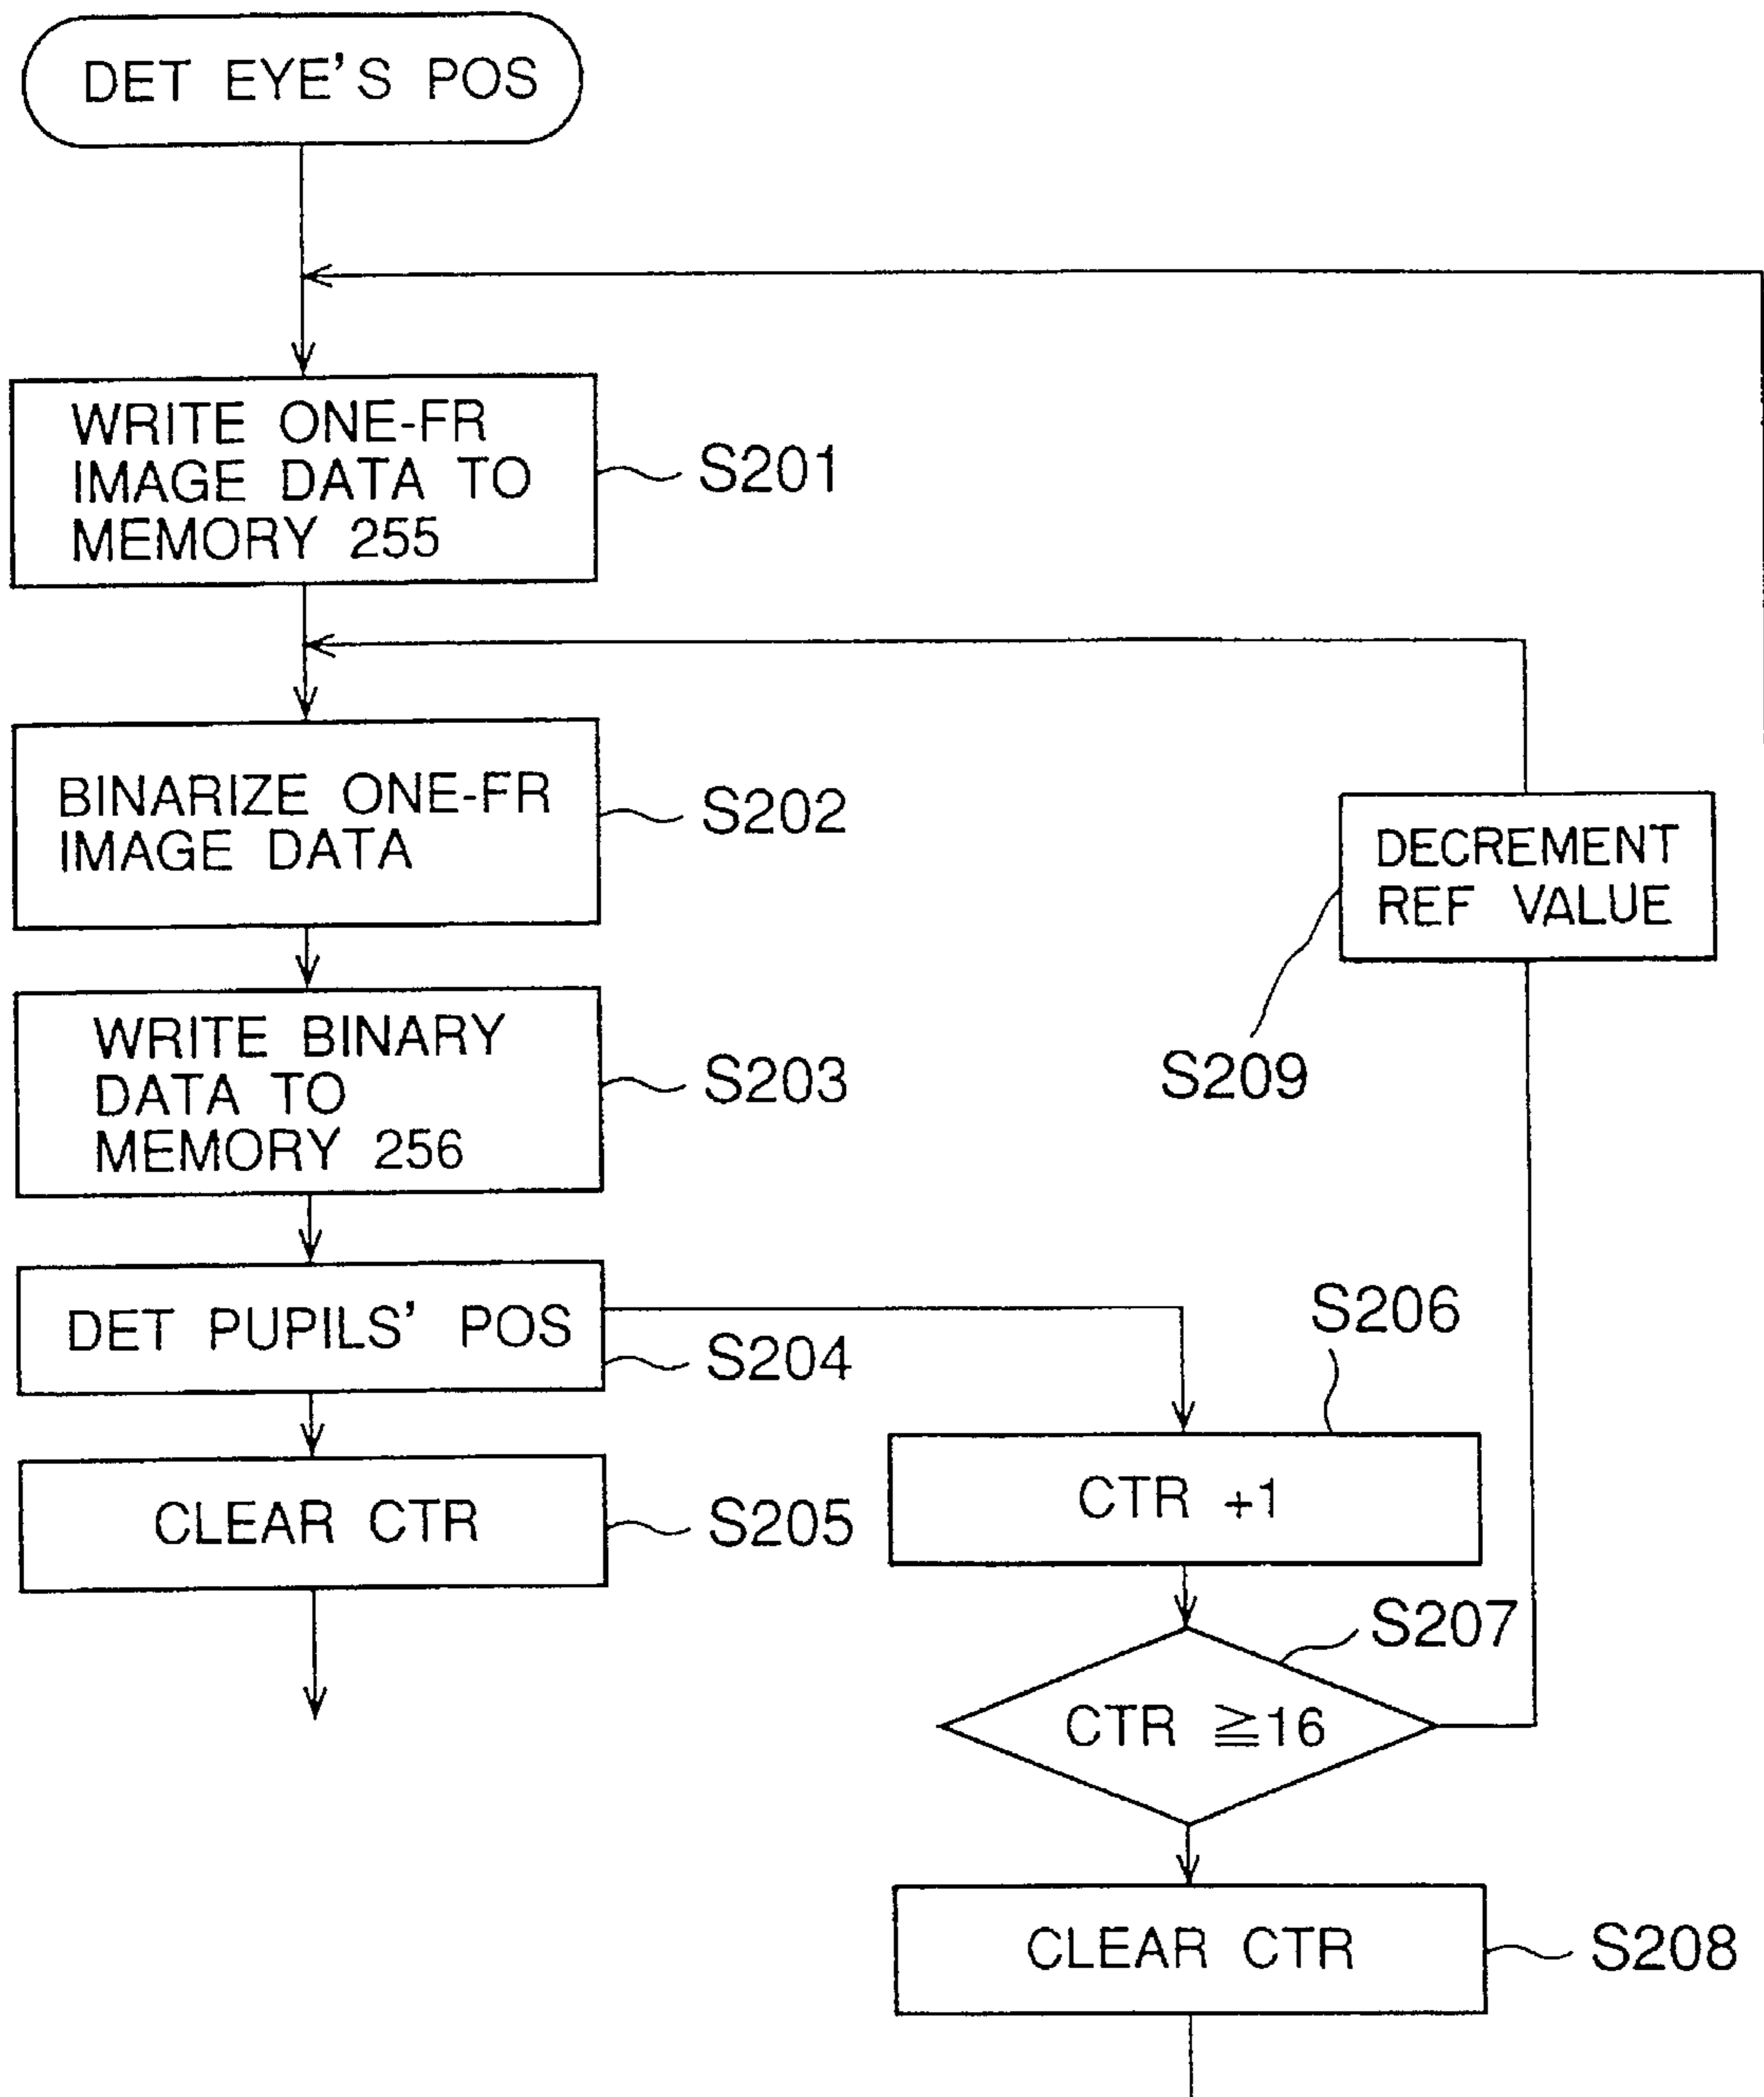 DET EYE'S POS
WRITE ONE-FR
IMAGE DATA TO
MEMORY 255
S201
BINARIZE ONE-FR
IMAGE DATA
S202
DECREMENT
REF VALUE
S209
WRITE BINARY
DATA TO
MEMORY 256
S203
DET PUPILS' POS
S204
S206
CTR +1
CLEAR CTR
S205
S207
CTR ≧16
CLEAR CTR
S208